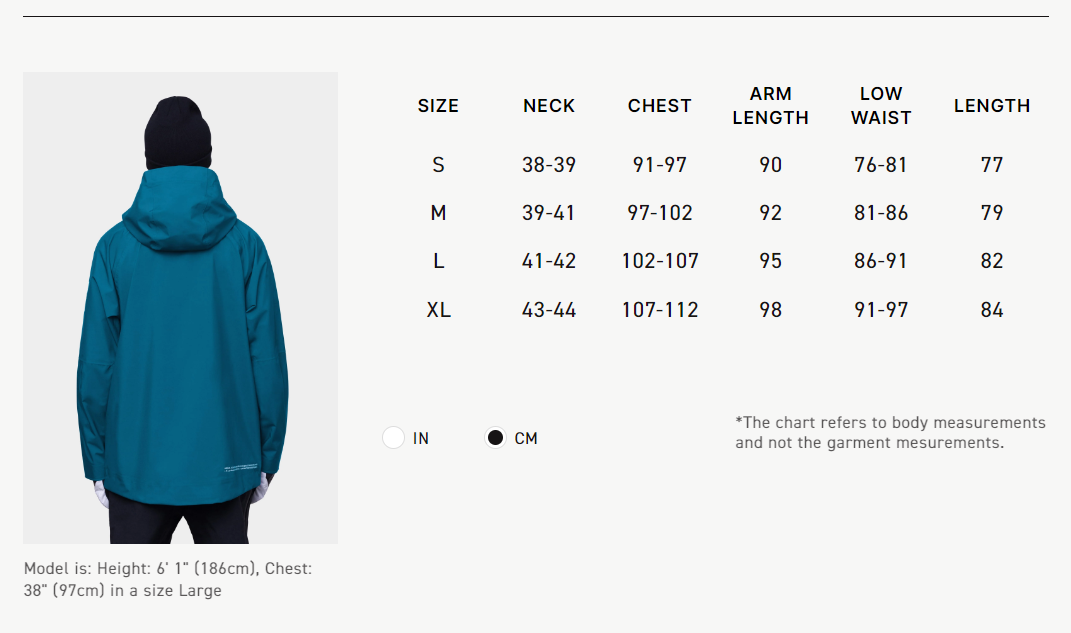 SIZE NECK CHEST ARM LENGTH LOW WAIST LENGTH
S 38-39 91-97 90 76-81 77
M 39-41 97-102 92 81-86 79
L 41-42 102-107 95 86-91 82
XL 43-44 107-112 98 91-97 84
IN CM
*The chart refers to body measurements
and not the garment mesurements.
Model is: Height: 6' 1" (186cm), Chest:
38" (97cm) in a size Large